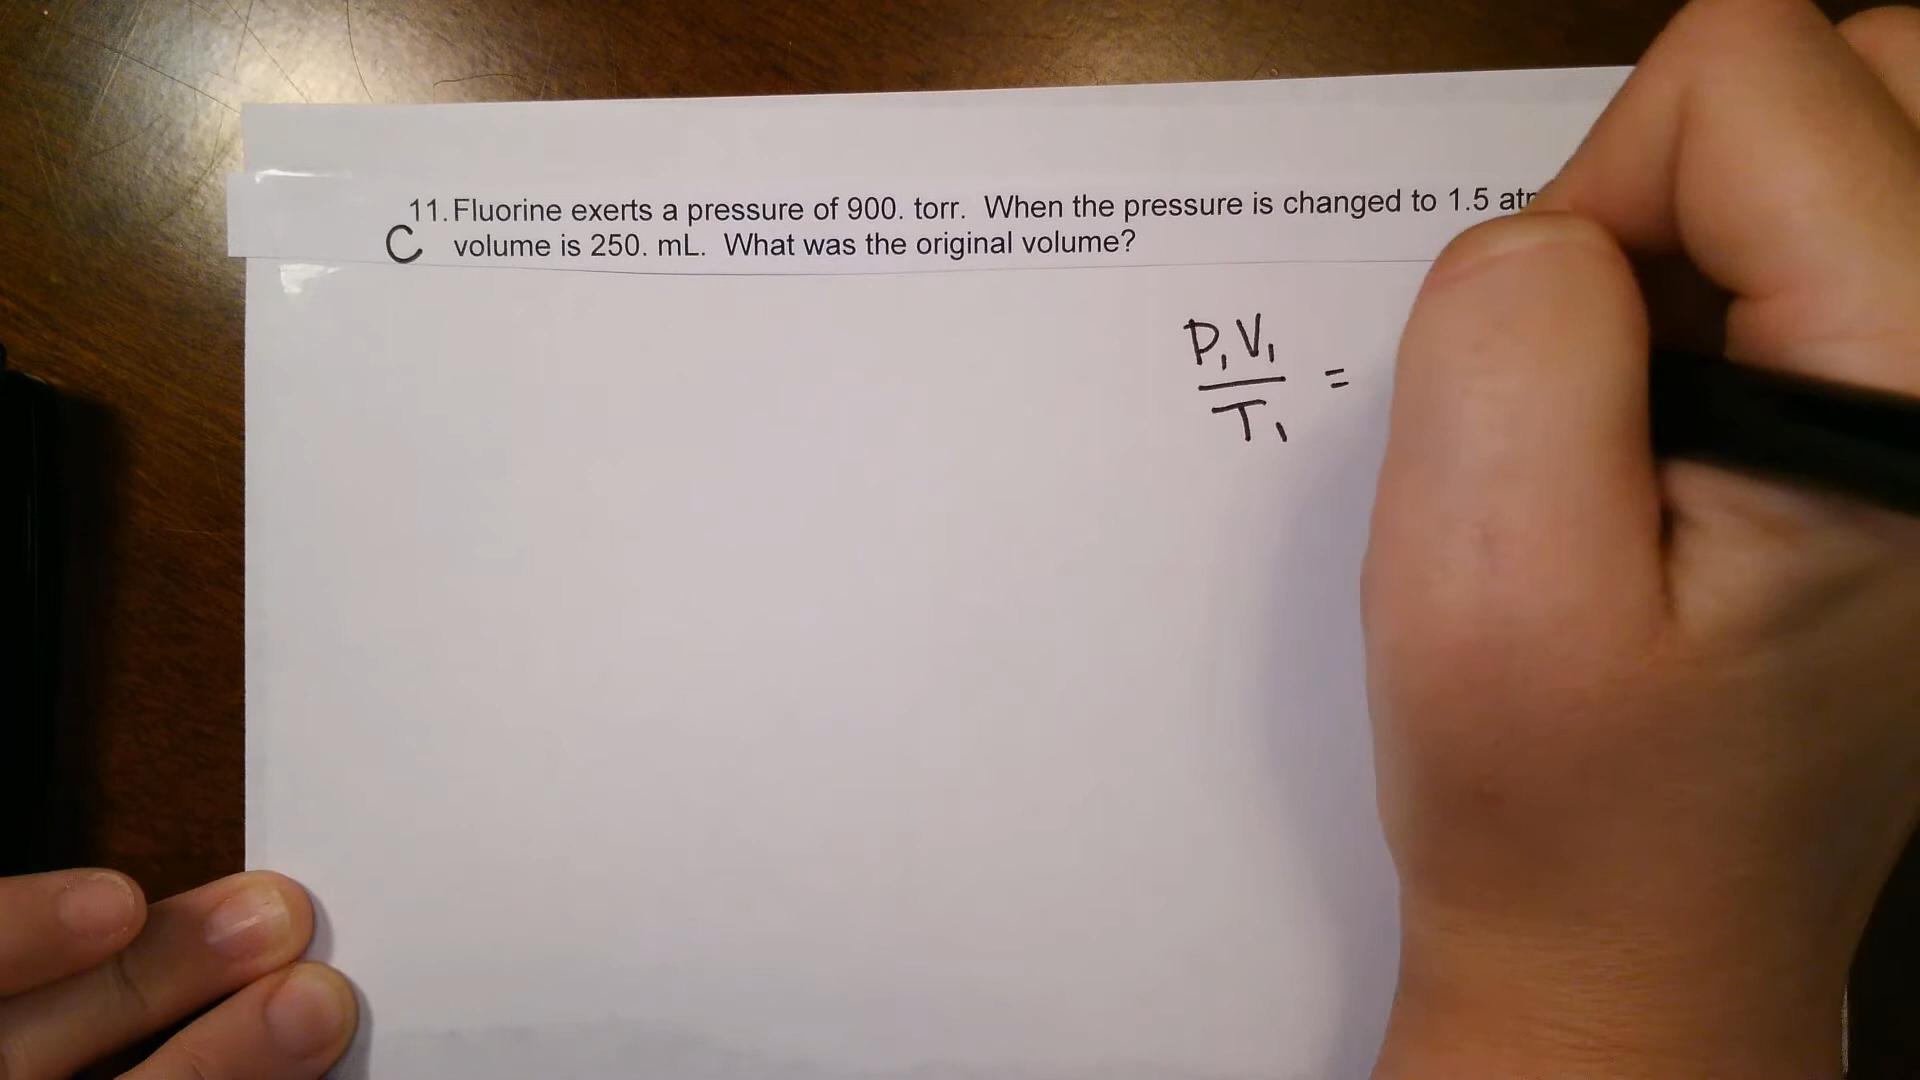 11. Fluorine exerts a pressure of 900. torr. When the pressure is changed to 1.5
C volume is 250. mL. What was the original volume?
P₁V₁
=
T₁